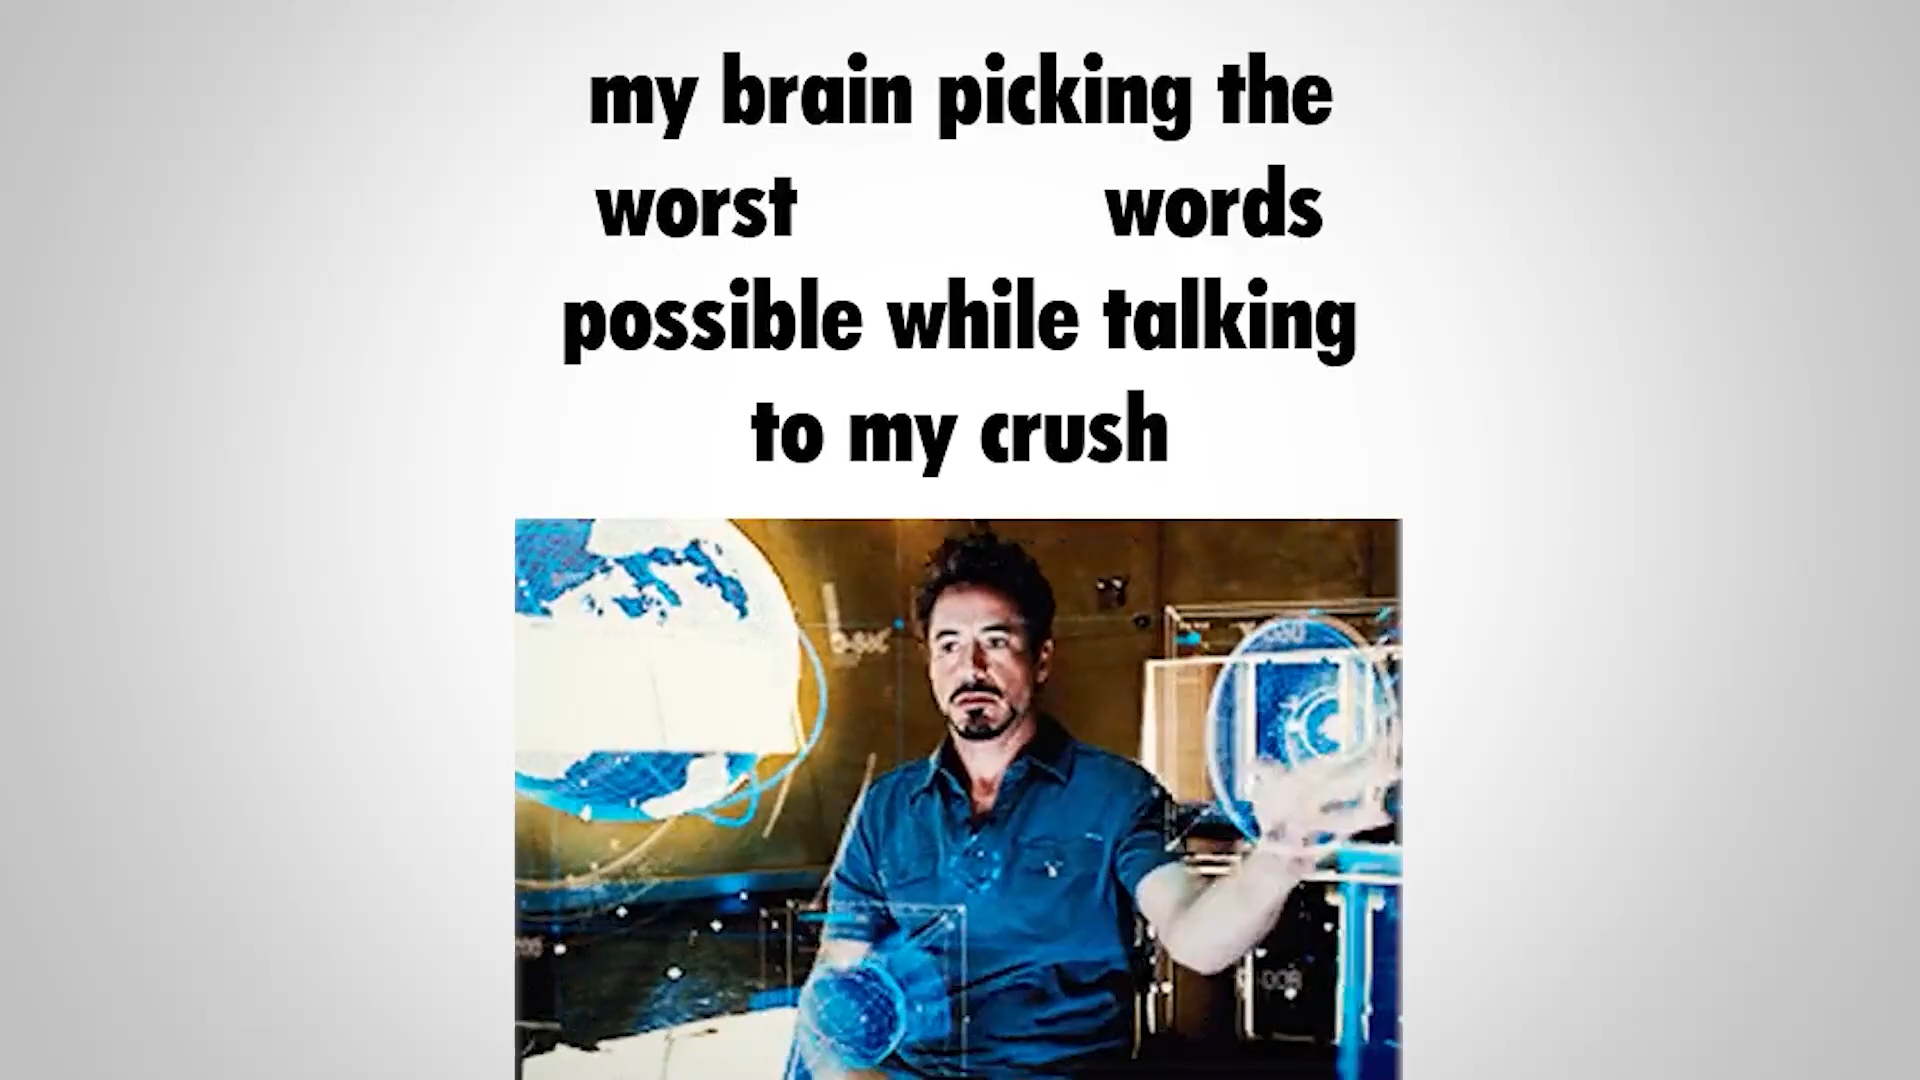 my brain picking the
worst words
possible while talking
to my crush